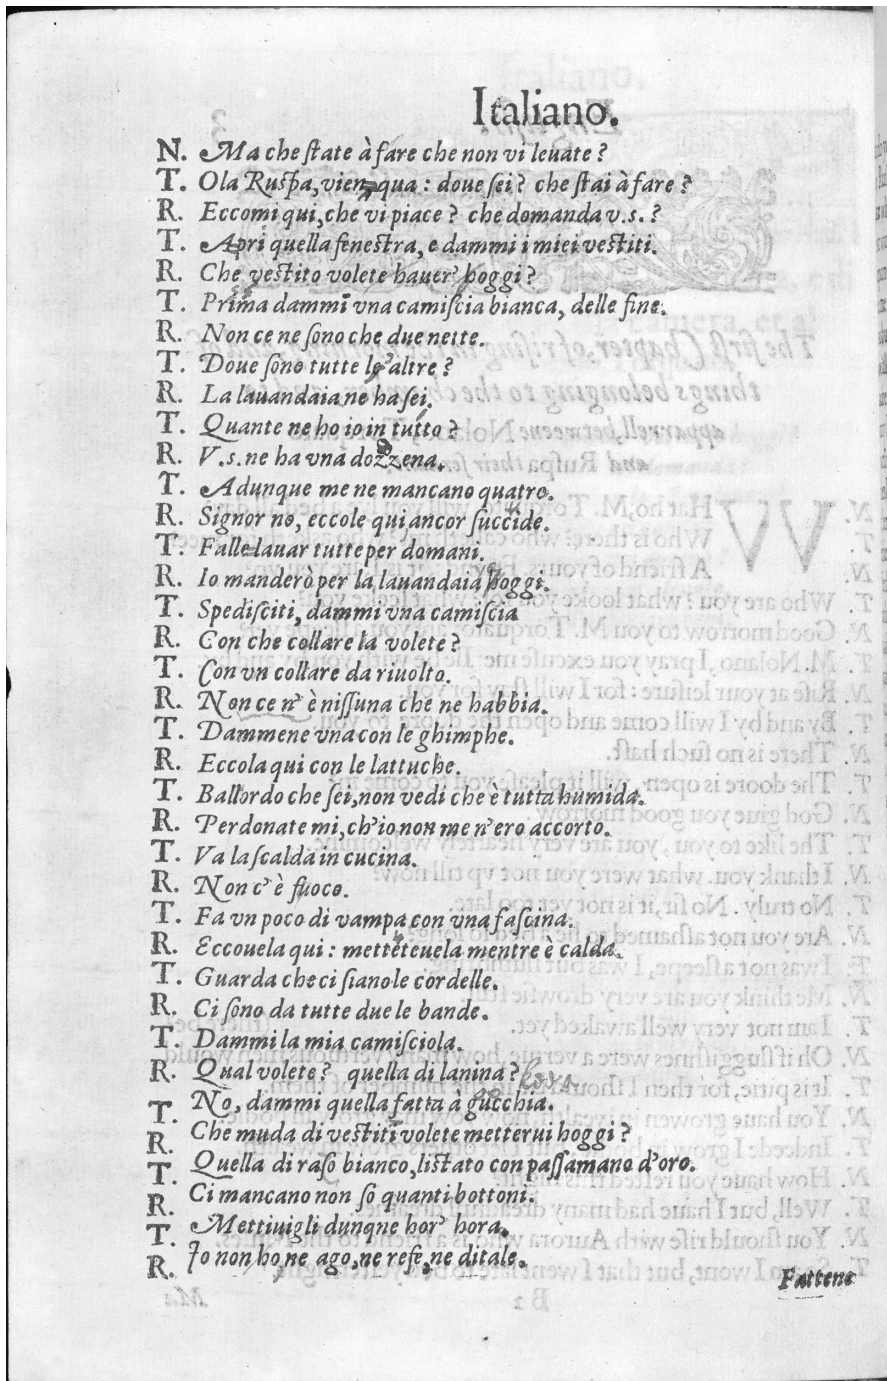 Italiano.
N. Ma che ſtate à fare che non vi leuate?
T. Ola Ruſpa, vien qua: doue ſei? che ſtai à fare?
R. Eccomi qui, che vi piace? che domanda v.s.?
T. Apri quella feneſtra, e dammi i miei veſtiti.
R. Che veſtito volete hauer' hoggi?
T. Prima dammi vna camiſcia bianca, delle fine.
R. Non ce ne ſono che due nette.
T. Doue ſono tutte le altre?
R. La lauandaia ne ha ſei.
T. Quante ne ho io in tutto?
R. V.s. ne ha vna dozzena.
T. Adunque me ne mancano quatro.
R. Signor no, eccole qui ancor ſuccide.
T. Falle lauar tutte per domani.
R. Io manderò per la lauandaia hoggi.
T. Spediſciti, dammi vna camiſcia
R. Con che collare la volete?
T. Con vn collare da riuolto.
R. Non ce n' è niſſuna che ne habbia.
T. Dammene vna con le ghimphe.
R. Eccola qui con le lattuche.
T. Ballordo che ſei, non vedi che è tutta humida.
R. Perdonate mi, ch'io non me n'ero accorto.
T. Va la ſcalda in cucina.
R. Non c' è fuoco.
T. Fa vn poco di vampa con vna faſcina.
R. Eccouela qui: metteteuela mentre è calda.
T. Guarda che ci ſiano le cordelle.
R. Ci ſono da tutte due le bande.
T. Dammi la mia camiſciola.
R. Qual volete? quella di lanina?
T. No, dammi quella fatta à gucchia.
R. Che muda di veſtiti volete metterui hoggi?
T. Quella di raſo bianco, liſtato con paſſamano d'oro.
R. Ci mancano non ſò quanti bottoni.
T. Mettiuigli dunqne hor' hora.
R. Io non ho, ne ago, ne refe, ne ditale.
Fattene